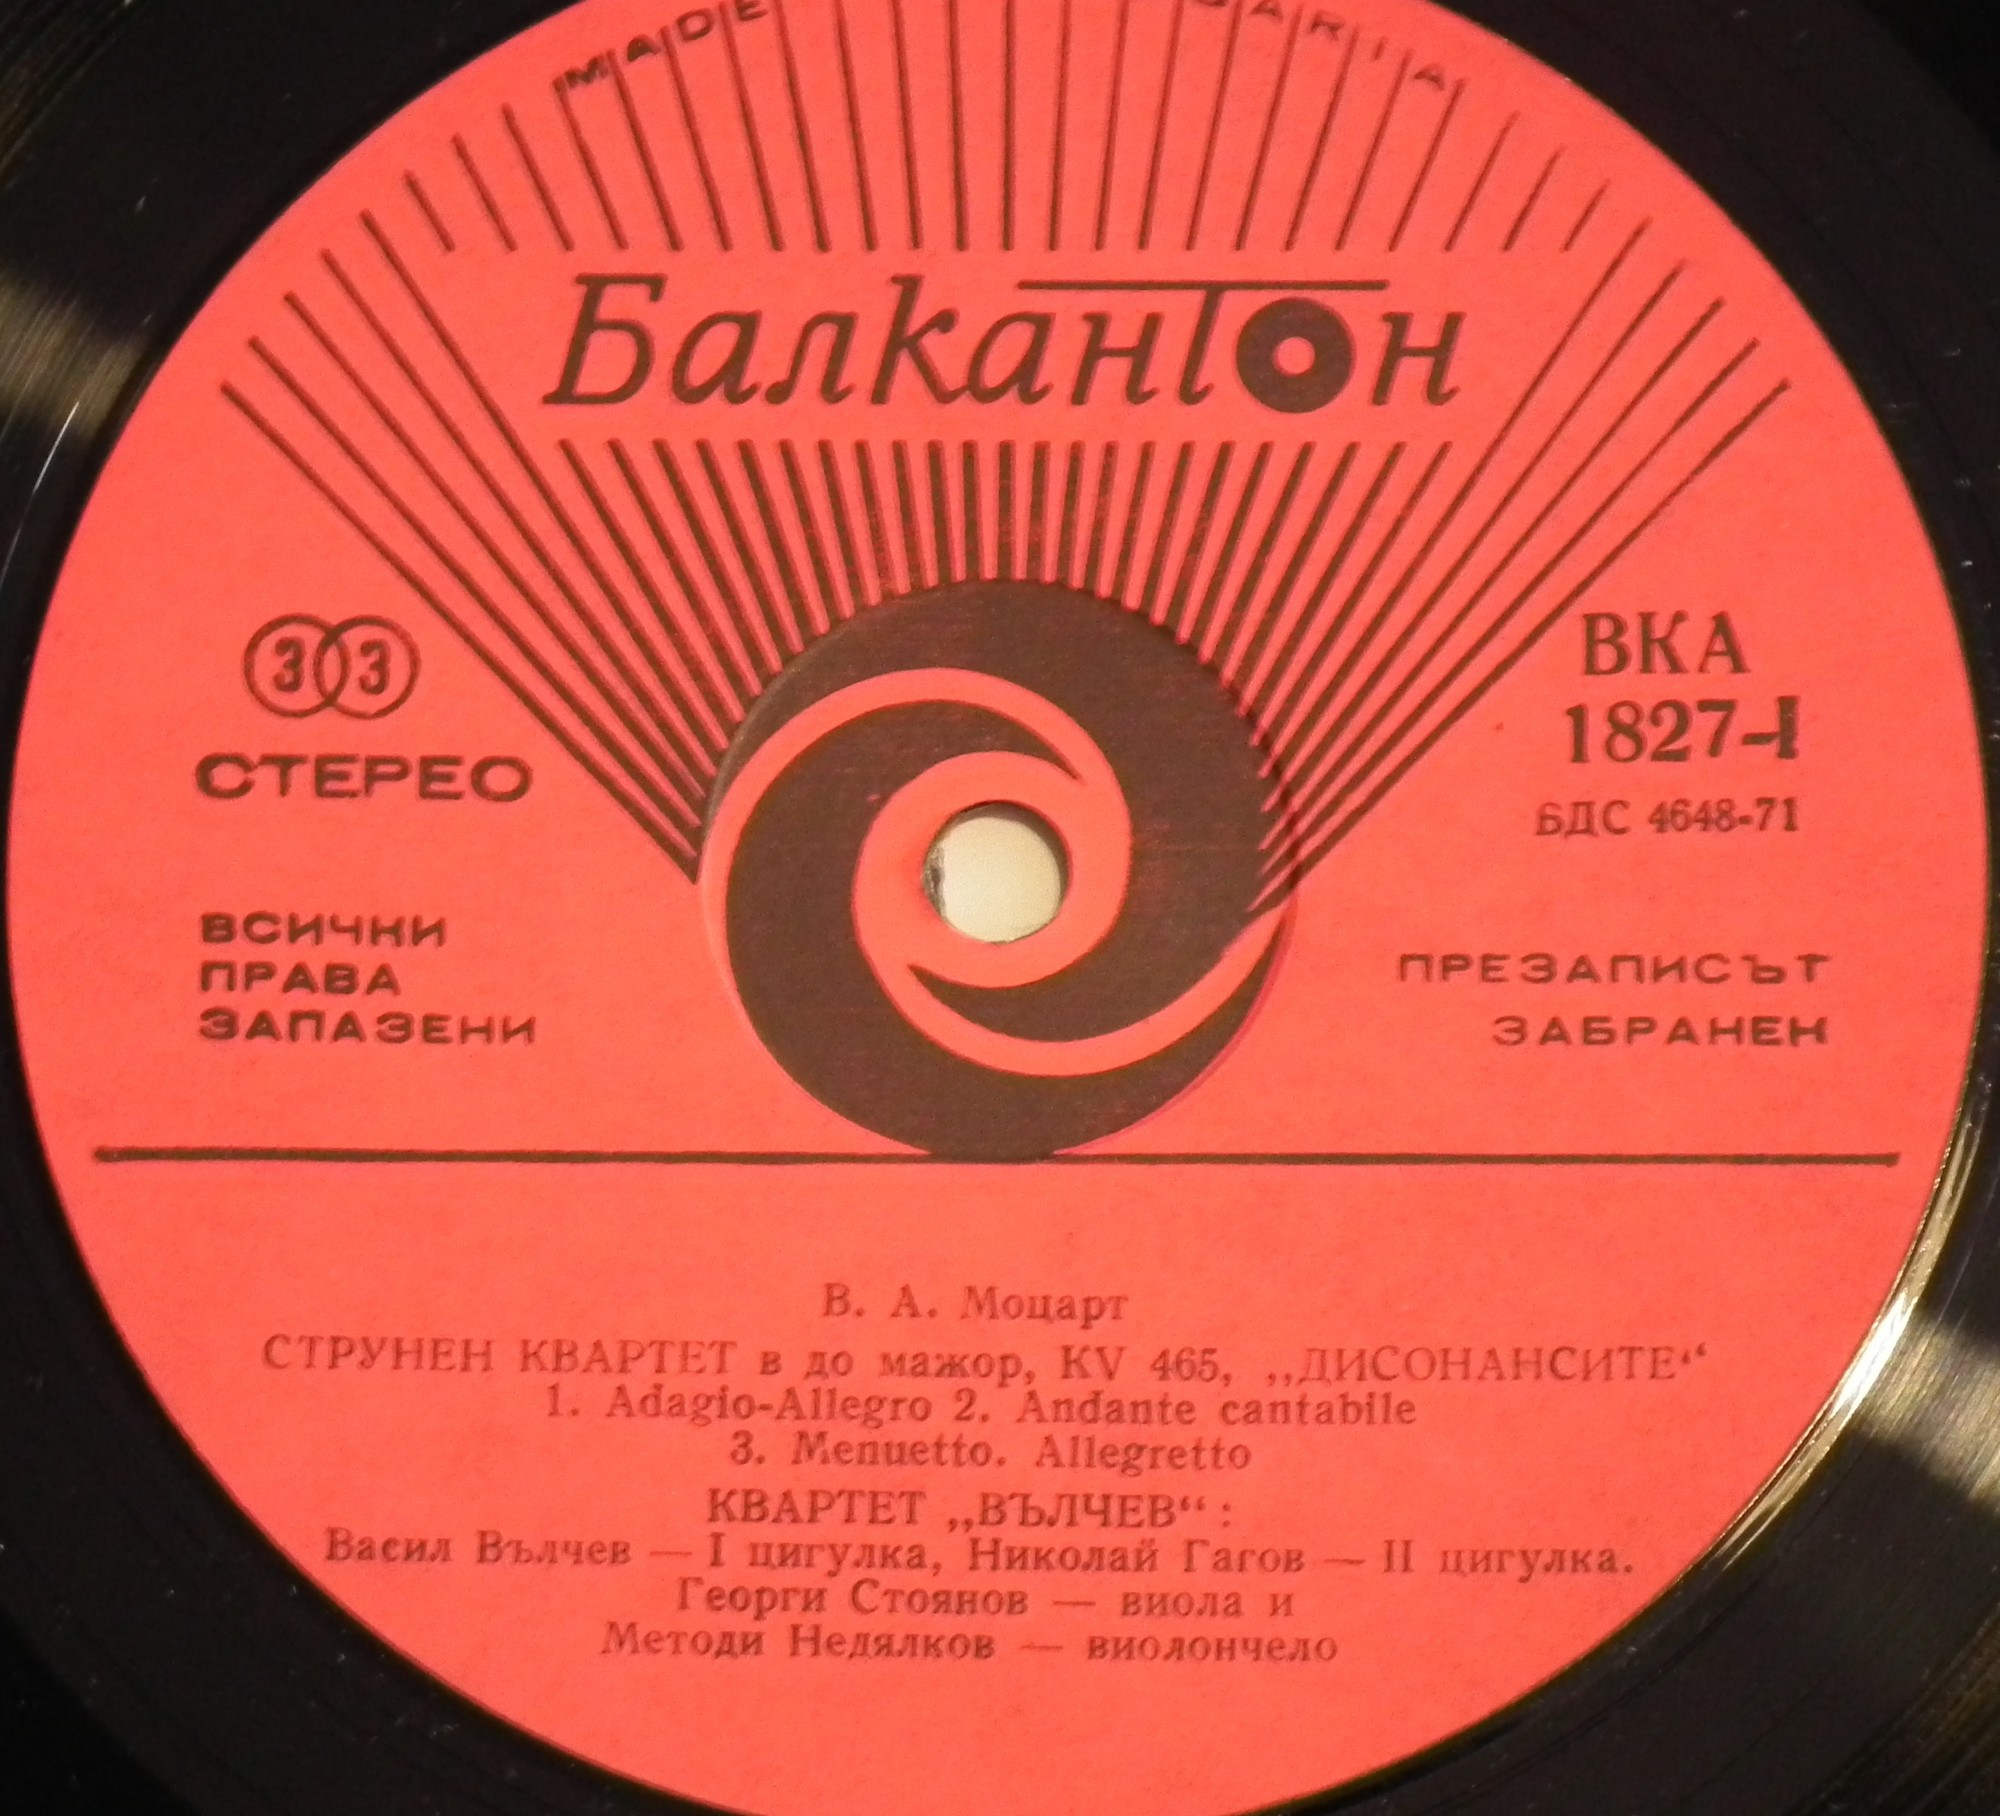 MADE
ARIA
Балкантон
33
СТЕРЕО
ВКА
1827-I
БДС 4648-71
ВСИЧКИ
ПРАВА
ЗАПАЗЕНИ
ПРЕЗАПИСЪТ
ЗАБРАНЕН
В. А. Моцарт
СТРУНЕН КВАРТЕТ в до мажор, KV 465, „ДИСОНАНСИТЕ“
1. Adagio-Allegro 2. Andante cantabile
3. Menuetto. Allegretto
КВАРТЕТ „ВЪЛЧЕВ“ :
Васил Вълчев — I цигулка, Николай Гагов — II цигулка.
Георги Стоянов — виола и
Методи Недялков — виолончело